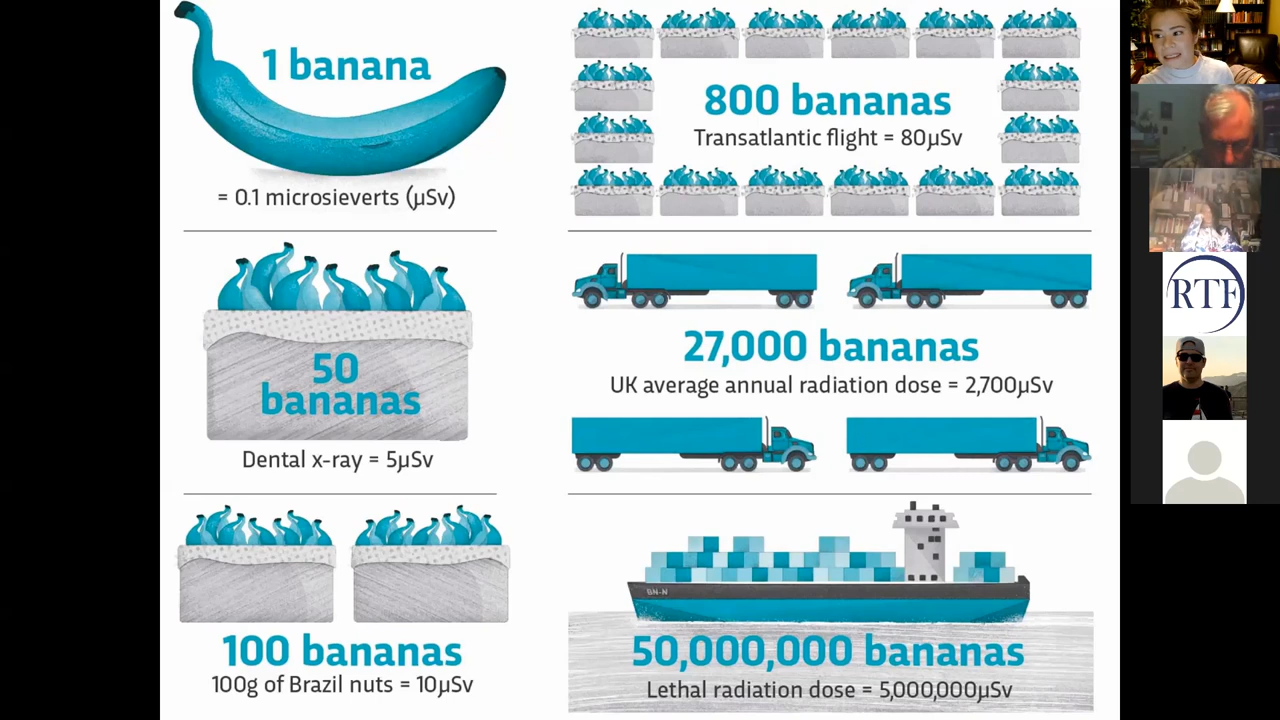 1 banana
= 0.1 microsieverts (µSv)
800 bananas
Transatlantic flight = 80µSv
50
bananas
Dental x-ray = 5µSv
27,000 bananas
UK average annual radiation dose = 2,700µSv
100 bananas
100g of Brazil nuts = 10µSv
BN-N
50,000,000 bananas
Lethal radiation dose = 5,000,000µSv
RTF